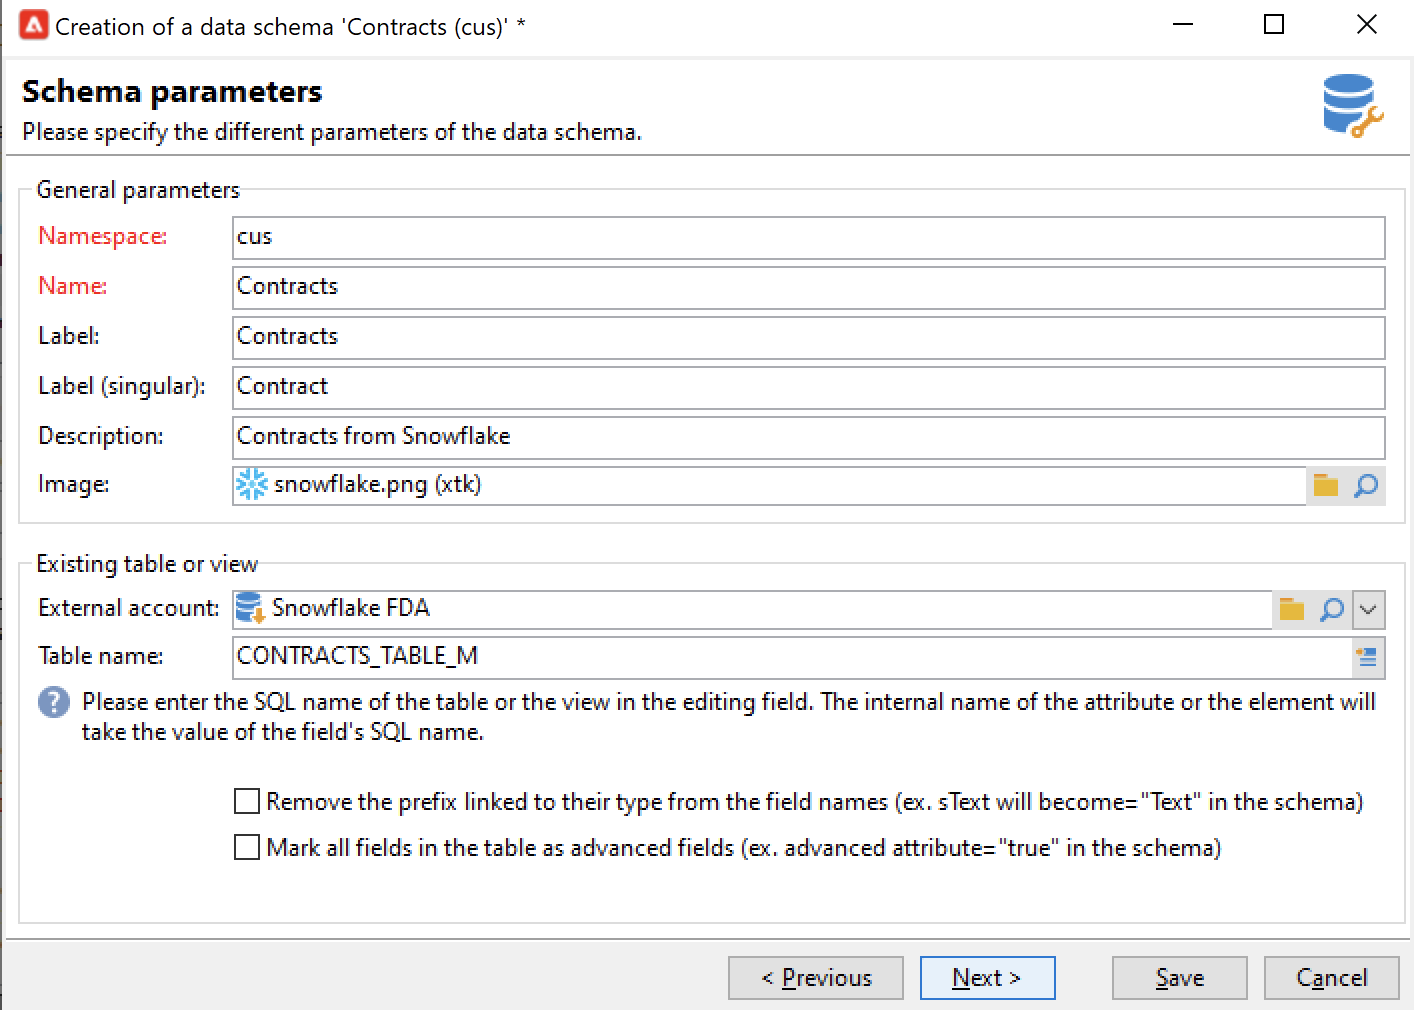 Creation of a data schema 'Contracts (cus)' *
Schema parameters
Please specify the different parameters of the data schema.
General parameters
Namespace: cus
Name: Contracts
Label: Contracts
Label (singular): Contract
Description: Contracts from Snowflake
Image: snowflake.png (xtk)
Existing table or view
External account: Snowflake FDA
Table name: CONTRACTS_TABLE_M
? Please enter the SQL name of the table or the view in the editing field. The internal name of the attribute or the element will
take the value of the field's SQL name.
Remove the prefix linked to their type from the field names (ex. sText will become="Text" in the schema)
Mark all fields in the table as advanced fields (ex. advanced attribute="true" in the schema)
< Previous Next > Save Cancel